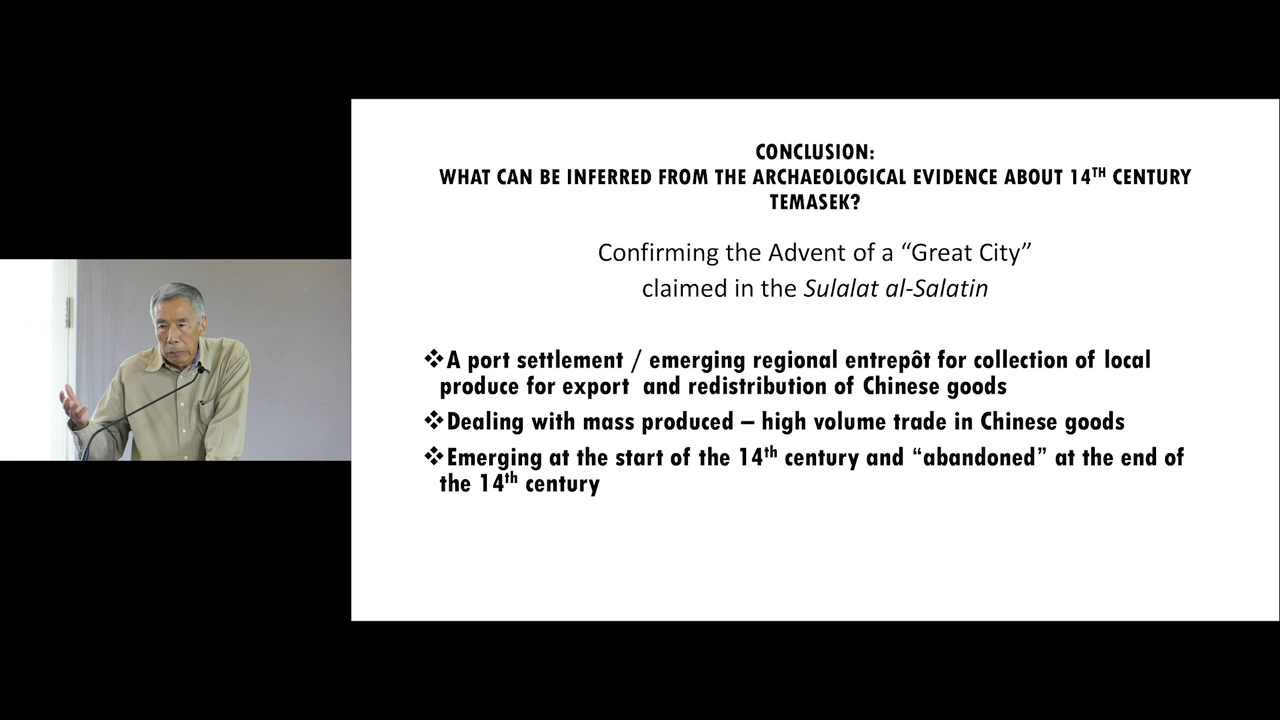 CONCLUSION:
WHAT CAN BE INFERRED FROM THE ARCHAEOLOGICAL EVIDENCE ABOUT 14TH CENTURY
TEMASEK?
Confirming the Advent of a “Great City”
claimed in the Sulalat al-Salatin
❖A port settlement / emerging regional entrepôt for collection of local
produce for export and redistribution of Chinese goods
❖Dealing with mass produced – high volume trade in Chinese goods
❖Emerging at the start of the 14th century and “abandoned” at the end of
the 14th century